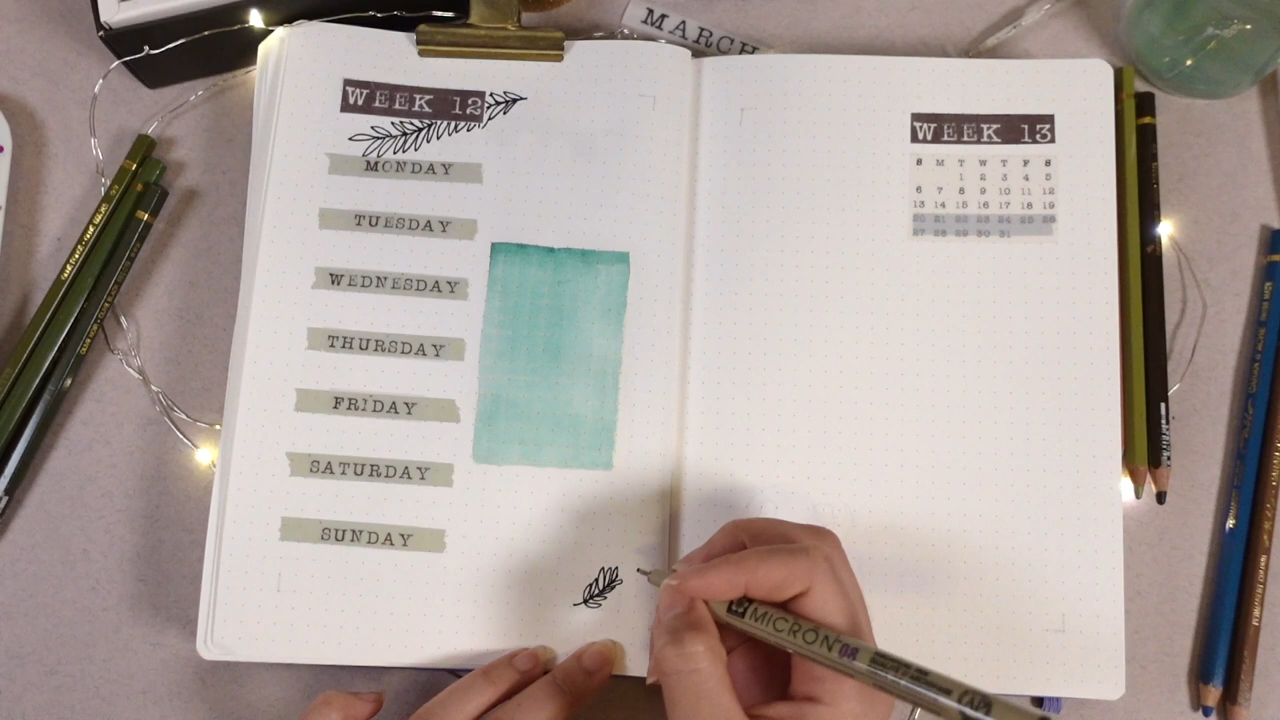 MARCH
WEEK 12
MONDAY
TUESDAY
WEDNESDAY
THURSDAY
FRIDAY
SATURDAY
SUNDAY
WEEK 13
S M T W T F S
1 2 3 4 5
6 7 8 9 10 11 12
13 14 15 16 17 18 19
20 21 22 23 24 25 26
27 28 29 30 31
MICRON 08